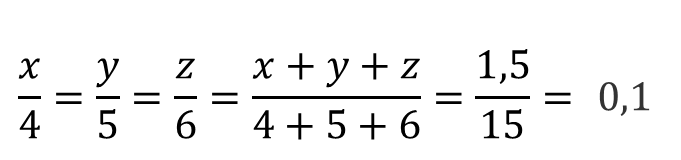 x/4 = y/5 = z/6 = (x + y + z)/(4 + 5 + 6) = 1,5/15 = 0,1